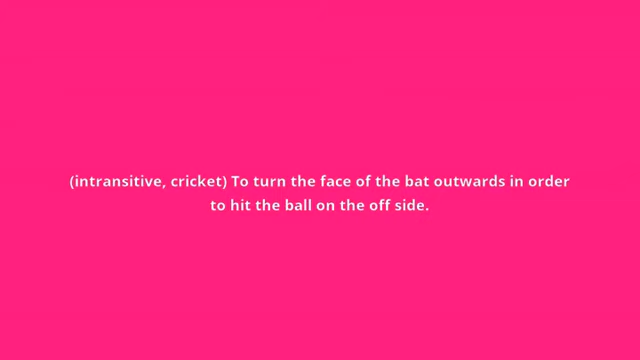 (intransitive, cricket) To turn the face of the bat outwards in order
to hit the ball on the off side.